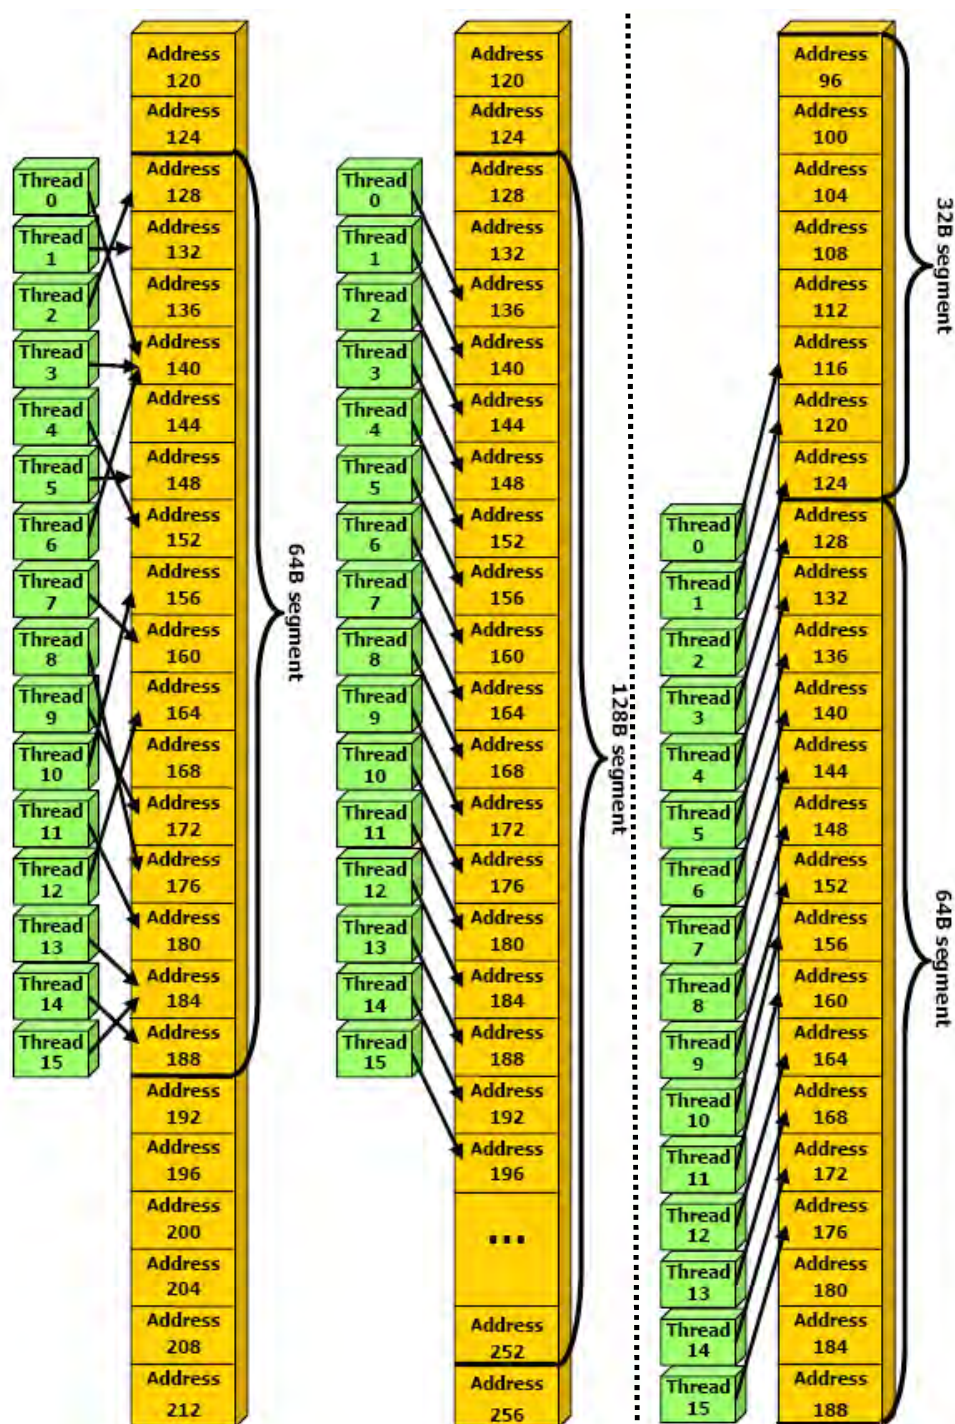 Address
120
Address
124
Address
128
Address
132
Address
136
Address
140
Address
144
Address
148
Address
152
Address
156
Address
160
Address
164
Address
168
Address
172
Address
176
Address
180
Address
184
Address
188
Address
192
Address
196
Address
200
Address
204
Address
208
Address
212
Thread
0
Thread
1
Thread
2
Thread
3
Thread
4
Thread
5
Thread
6
Thread
7
Thread
8
Thread
9
Thread
10
Thread
11
Thread
12
Thread
13
Thread
14
Thread
15
64B segment
Address
120
Address
124
Address
128
Address
132
Address
136
Address
140
Address
144
Address
148
Address
152
Address
156
Address
160
Address
164
Address
168
Address
172
Address
176
Address
180
Address
184
Address
188
Address
192
Address
196
...
Address
252
Address
256
Thread
0
Thread
1
Thread
2
Thread
3
Thread
4
Thread
5
Thread
6
Thread
7
Thread
8
Thread
9
Thread
10
Thread
11
Thread
12
Thread
13
Thread
14
Thread
15
128B segment
Address
96
Address
100
Address
104
Address
108
Address
112
Address
116
Address
120
Address
124
Address
128
Address
132
Address
136
Address
140
Address
144
Address
148
Address
152
Address
156
Address
160
Address
164
Address
168
Address
172
Address
176
Address
180
Address
184
Address
188
Thread
0
Thread
1
Thread
2
Thread
3
Thread
4
Thread
5
Thread
6
Thread
7
Thread
8
Thread
9
Thread
10
Thread
11
Thread
12
Thread
13
Thread
14
Thread
15
32B segment
64B segment